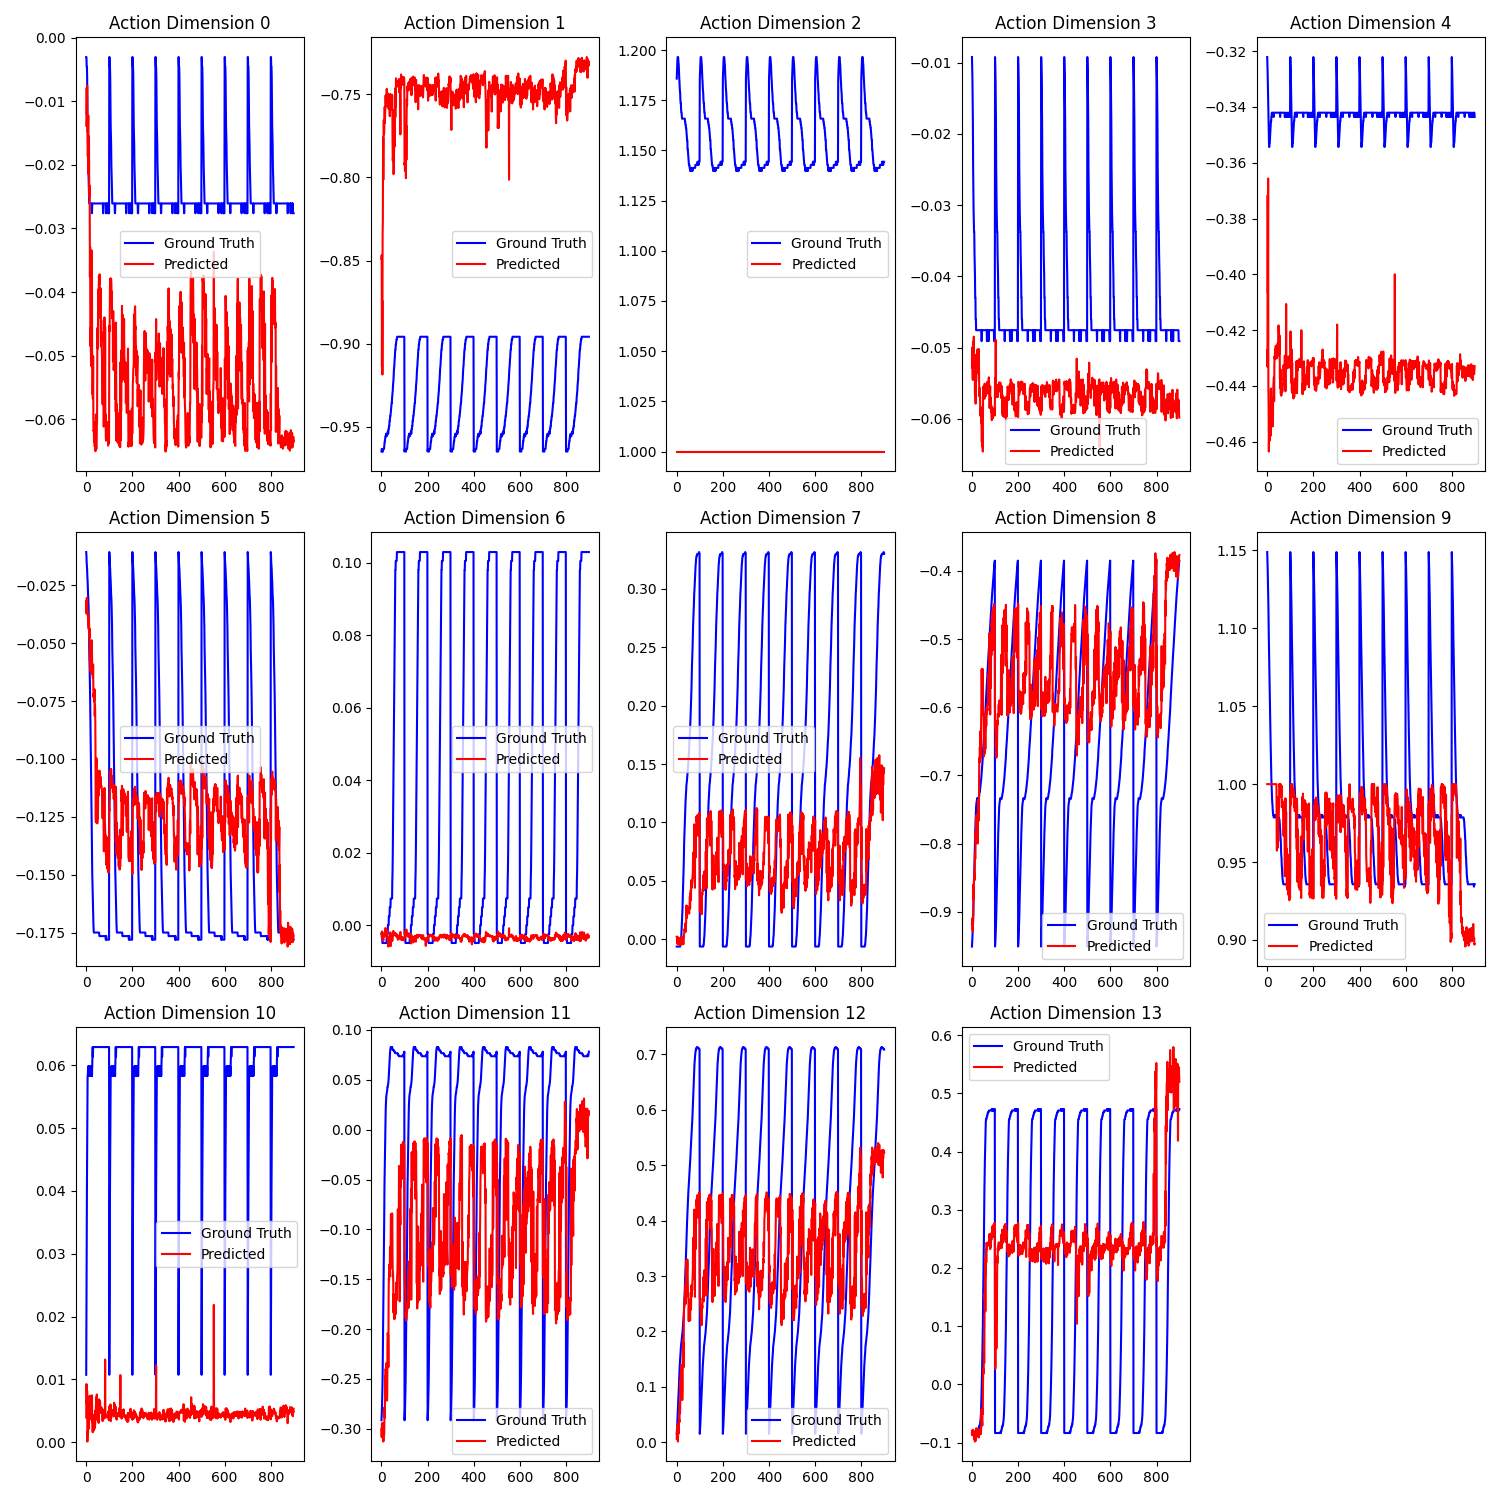 Action Dimension 0
0.00
−0.01
−0.02
−0.03
−0.04
−0.05
−0.06
0 200 400 600 800
Ground Truth
Predicted
Action Dimension 1
−0.75
−0.80
−0.85
−0.90
−0.95
0 200 400 600 800
Ground Truth
Predicted
Action Dimension 2
1.200
1.175
1.150
1.125
1.100
1.075
1.050
1.025
1.000
0 200 400 600 800
Ground Truth
Predicted
Action Dimension 3
−0.01
−0.02
−0.03
−0.04
−0.05
−0.06
0 200 400 600 800
Ground Truth
Predicted
Action Dimension 4
−0.32
−0.34
−0.36
−0.38
−0.40
−0.42
−0.44
−0.46
0 200 400 600 800
Ground Truth
Predicted
Action Dimension 5
−0.025
−0.050
−0.075
−0.100
−0.125
−0.150
−0.175
0 200 400 600 800
Ground Truth
Predicted
Action Dimension 6
0.10
0.08
0.06
0.04
0.02
0.00
0 200 400 600 800
Ground Truth
Predicted
Action Dimension 7
0.30
0.25
0.20
0.15
0.10
0.05
0.00
0 200 400 600 800
Ground Truth
Predicted
Action Dimension 8
−0.4
−0.5
−0.6
−0.7
−0.8
−0.9
0 200 400 600 800
Ground Truth
Predicted
Action Dimension 9
1.15
1.10
1.05
1.00
0.95
0.90
0 200 400 600 800
Ground Truth
Predicted
Action Dimension 10
0.06
0.05
0.04
0.03
0.02
0.01
0.00
0 200 400 600 800
Ground Truth
Predicted
Action Dimension 11
0.10
0.05
0.00
−0.05
−0.10
−0.15
−0.20
−0.25
−0.30
0 200 400 600 800
Ground Truth
Predicted
Action Dimension 12
0.7
0.6
0.5
0.4
0.3
0.2
0.1
0.0
0 200 400 600 800
Ground Truth
Predicted
Action Dimension 13
0.6
0.5
0.4
0.3
0.2
0.1
0.0
−0.1
0 200 400 600 800
Ground Truth
Predicted